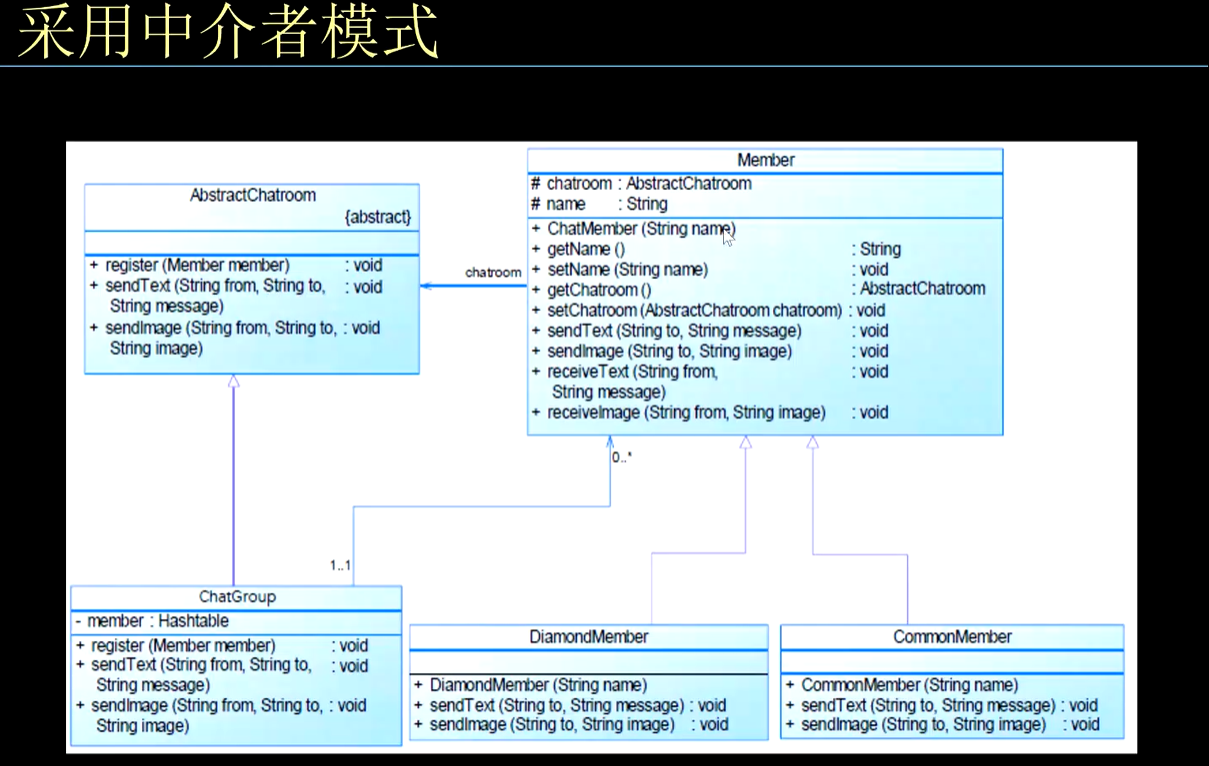 采用中介者模式
AbstractChatroom
{abstract}
+ register (Member member) : void
+ sendText (String from, String to, : void
String message)
+ sendImage (String from, String to, : void
String image)
chatroom
Member
# chatroom : AbstractChatroom
# name : String
+ ChatMember (String name)
+ getName () : String
+ setName (String name) : void
+ getChatroom () : AbstractChatroom
+ setChatroom (AbstractChatroom chatroom) : void
+ sendText (String to, String message) : void
+ sendImage (String to, String image) : void
+ receiveText (String from, : void
String message)
+ receiveImage (String from, String image) : void
0..*
1..1
ChatGroup
- member : Hashtable
+ register (Member member) : void
+ sendText (String from, String to, : void
String message)
+ sendImage (String from, String to, : void
String image)
DiamondMember
+ DiamondMember (String name)
+ sendText (String to, String message) : void
+ sendImage (String to, String image) : void
CommonMember
+ CommonMember (String name)
+ sendText (String to, String message) : void
+ sendImage (String to, String image) : void